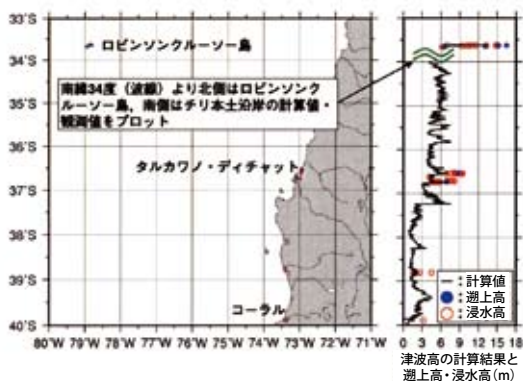 33°S
34°S
35°S
36°S
37°S
38°S
39°S
40°S
ロビンソンクルーソー島
南緯34度（波線）より北側はロビンソンク
ルーソー島，南側はチリ本土沿岸の計算値・
観測値をプロット
タルカワノ・ディチャット
コーラル
80°W 79°W 78°W 77°W 76°W 75°W 74°W 73°W 72°W 71°W
：計算値
：遡上高
：浸水高
0 3 6 9 12 15 18
津波高の計算結果と
遡上高・浸水高(m)